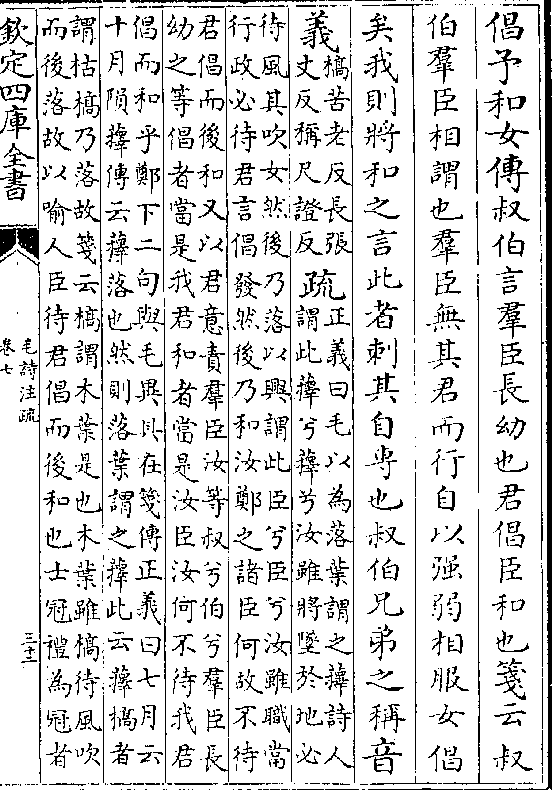 倡予和女傳叔伯言羣臣長幼也君倡臣和也箋云叔
伯羣臣相謂也羣臣無其君而行自以强弱相服女倡
矣我則將和之言此者刺其自専也叔伯兄弟之稱音
義槁苦老反長張
丈反稱尺證反疏正義曰毛以為落葉謂之蘀詩人
謂此蘀兮蘀兮汝雖將墜於地必
待風其吹女然後乃落以興謂此臣兮臣兮汝雖職當
行政必待君言倡發然後乃和汝鄭之諸臣何故不待
君倡而後和又以君意責羣臣汝等叔兮伯兮羣臣長
幼之等倡者當是我君和者當是汝臣汝何不待我君
倡而和乎鄭下二句與毛異具在箋傳正義曰七月云
十月隕蘀傳云蘀落也然則落葉謂之蘀此云蘀槁者
謂枯槁乃落故箋云槁謂木葉是也木葉雖槁待風吹
而後落故以喻人臣待君倡而後和也士冠禮為冠者
欽定四庫全書
毛詩注疏
卷七
三十二